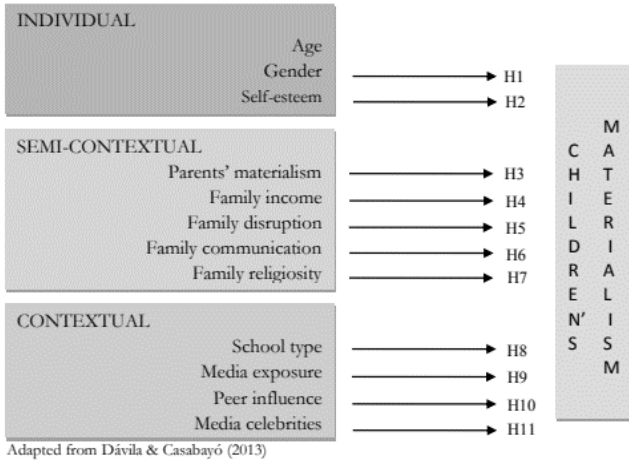 INDIVIDUAL
Age
Gender
Self-esteem
H1
H2
SEMI-CONTEXTUAL
Parents' materialism
Family income
Family disruption
Family communication
Family religiosity
H3
H4
H5
H6
H7
CONTEXTUAL
School type
Media exposure
Peer influence
Media celebrities
H8
H9
H10
H11
CHILDREN'S
MATERIALISM
Adapted from Dávila & Casabayó (2013)